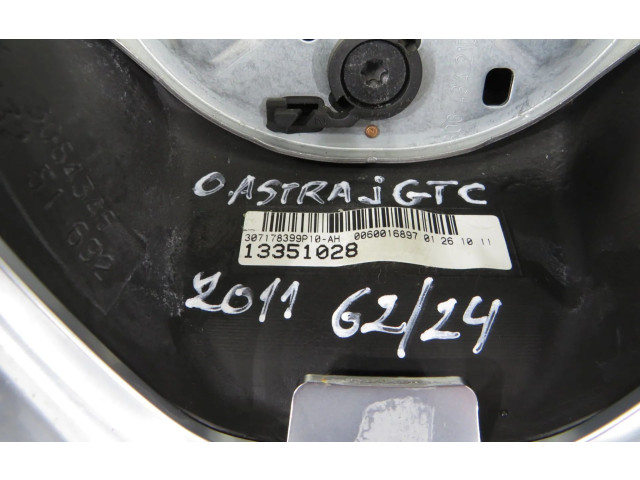 O.ASTRA j GTC
307178399P10-AH 0060016897 01 26 10 11
13351028
2011 G2/24